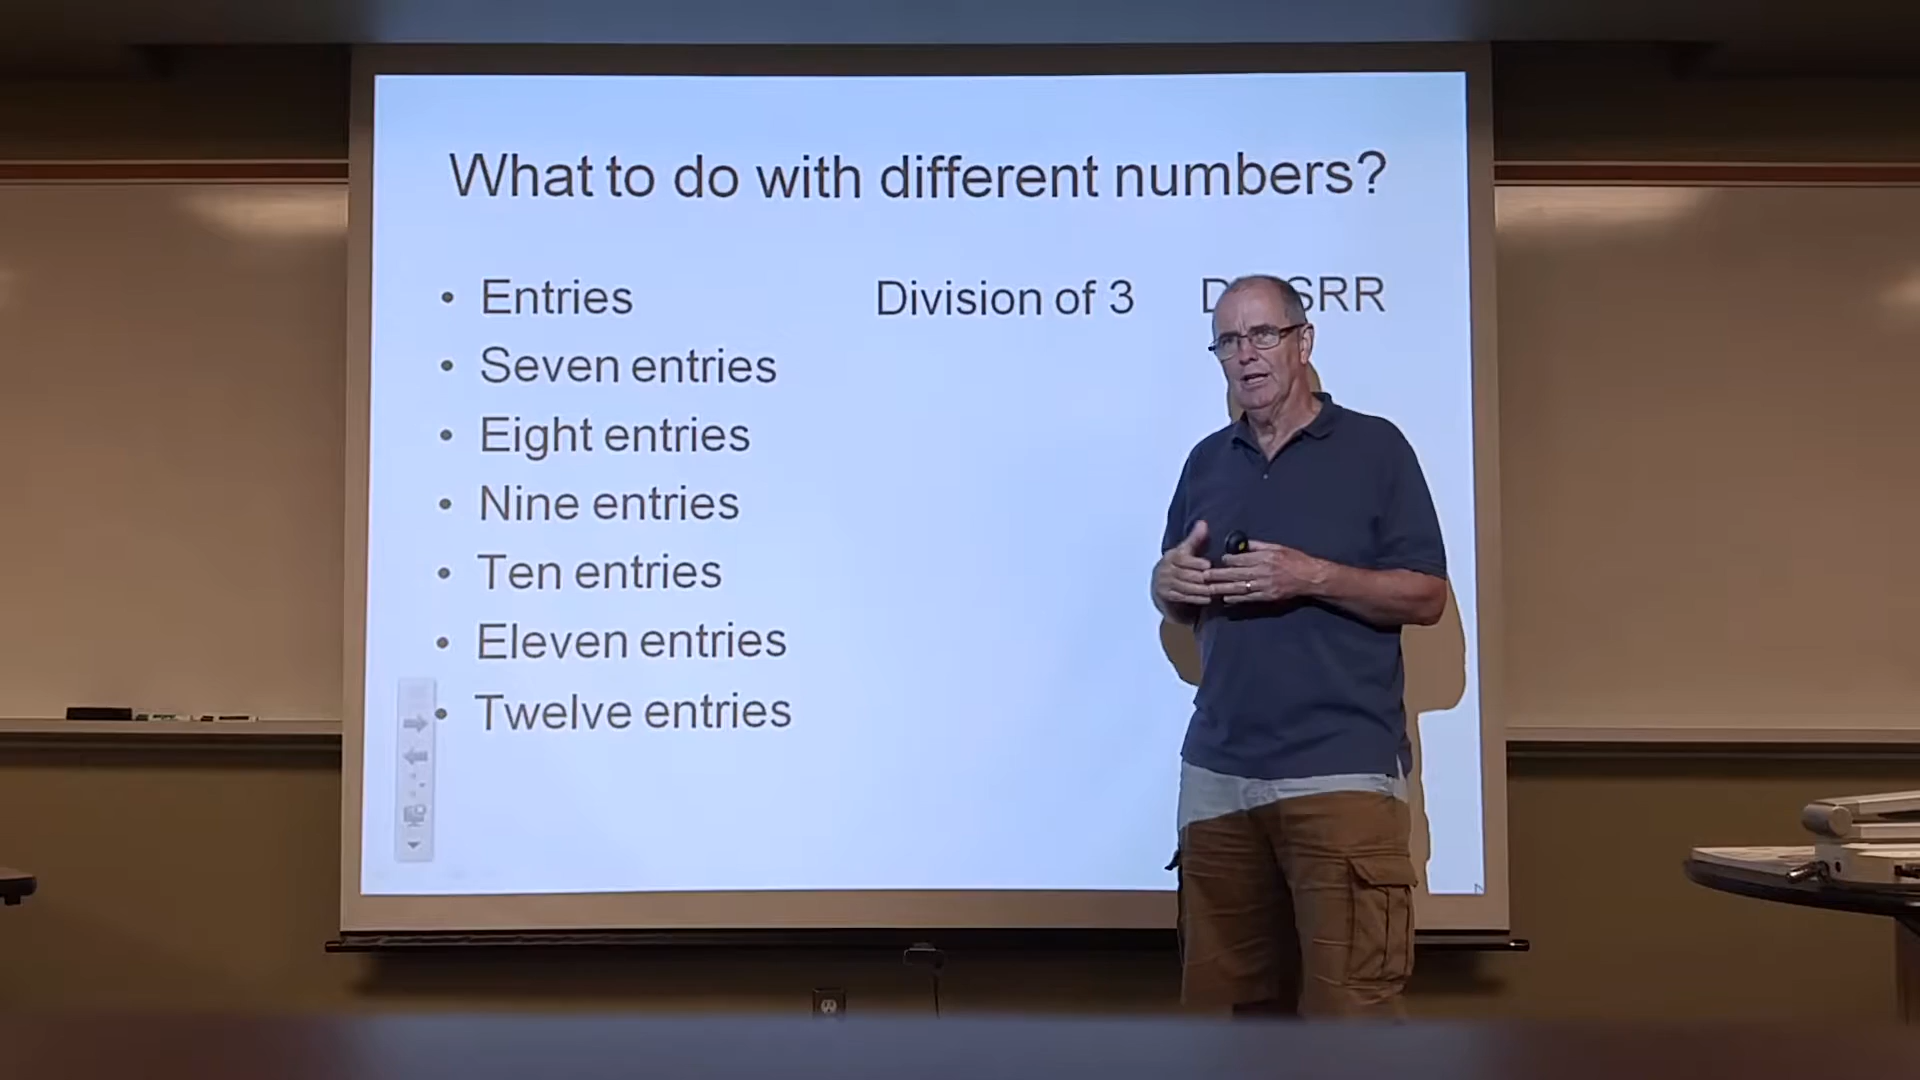 What to do with different numbers?
• Entries Division of 3
• Seven entries
• Eight entries
• Nine entries
• Ten entries
• Eleven entries
• Twelve entries